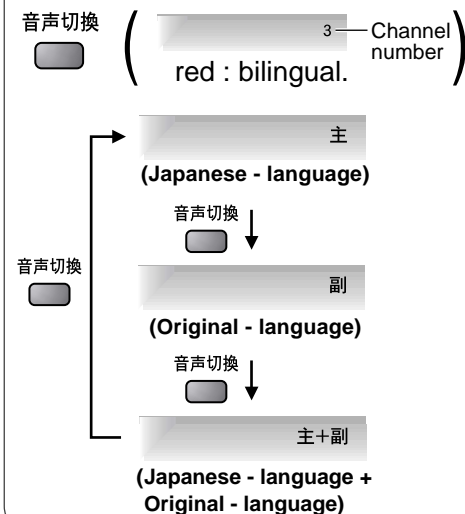 音声切換
3
Channel
number
red : bilingual.
主
(Japanese - language)
音声切換
音声切換
副
(Original - language)
音声切換
主+副
(Japanese - language +
Original - language)